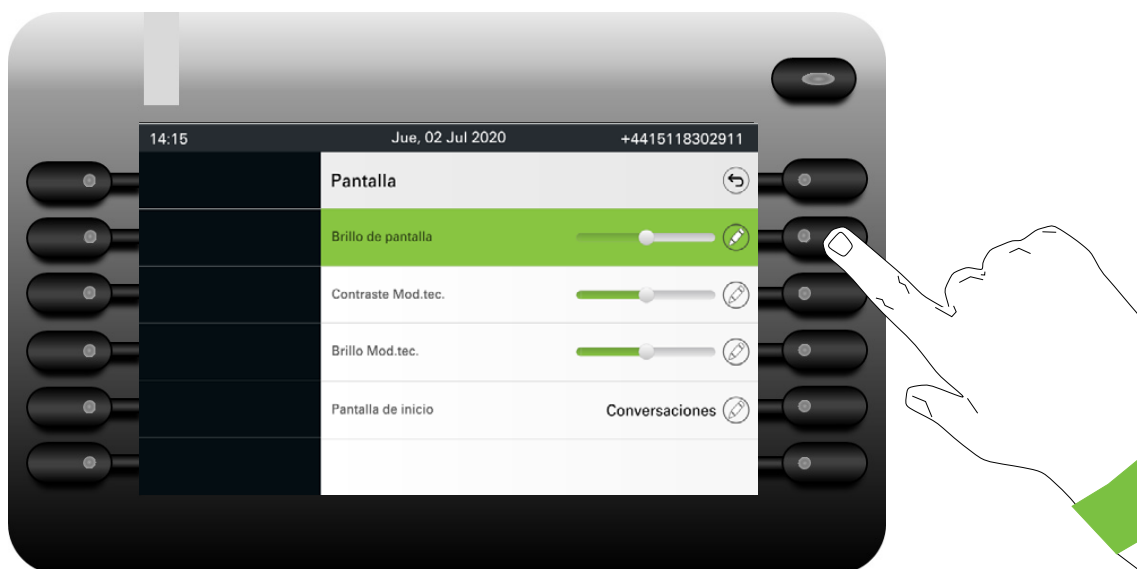 14:15 Jue, 02 Jul 2020 +4415118302911
Pantalla
Brillo de pantalla
Contraste Mod.tec.
Brillo Mod.tec.
Pantalla de inicio Conversaciones